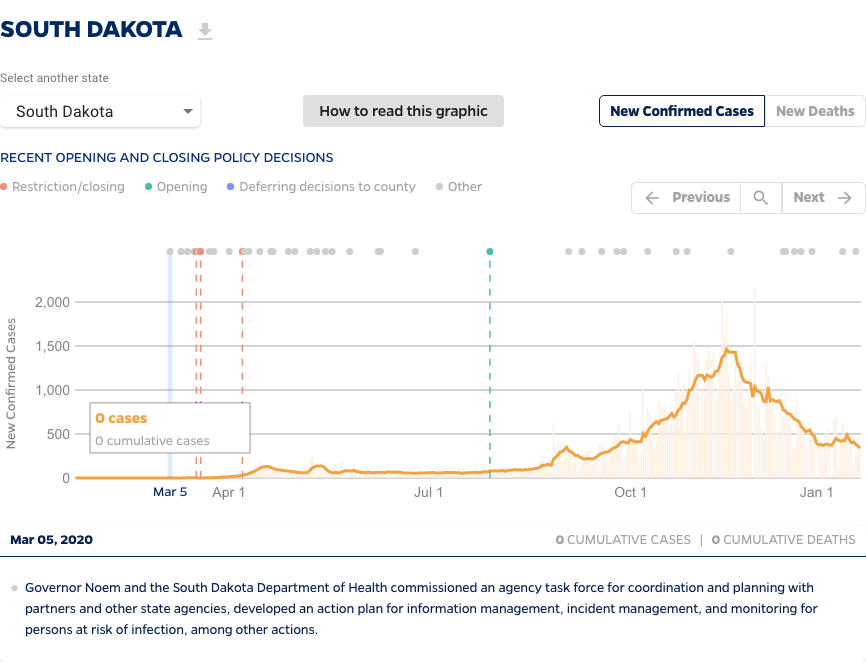 SOUTH DAKOTA
Select another state
South Dakota
How to read this graphic
New Confirmed Cases
New Deaths
RECENT OPENING AND CLOSING POLICY DECISIONS
Restriction/closing
Opening
Deferring decisions to county
Other
Previous
Next
New Confirmed Cases
2,000
1,500
1,000
500
0
0 cases
0 cumulative cases
Mar 5
Apr 1
Jul 1
Oct 1
Jan 1
Mar 05, 2020
0 CUMULATIVE CASES | 0 CUMULATIVE DEATHS
Governor Noem and the South Dakota Department of Health commissioned an agency task force for coordination and planning with
partners and other state agencies, developed an action plan for information management, incident management, and monitoring for
persons at risk of infection, among other actions.